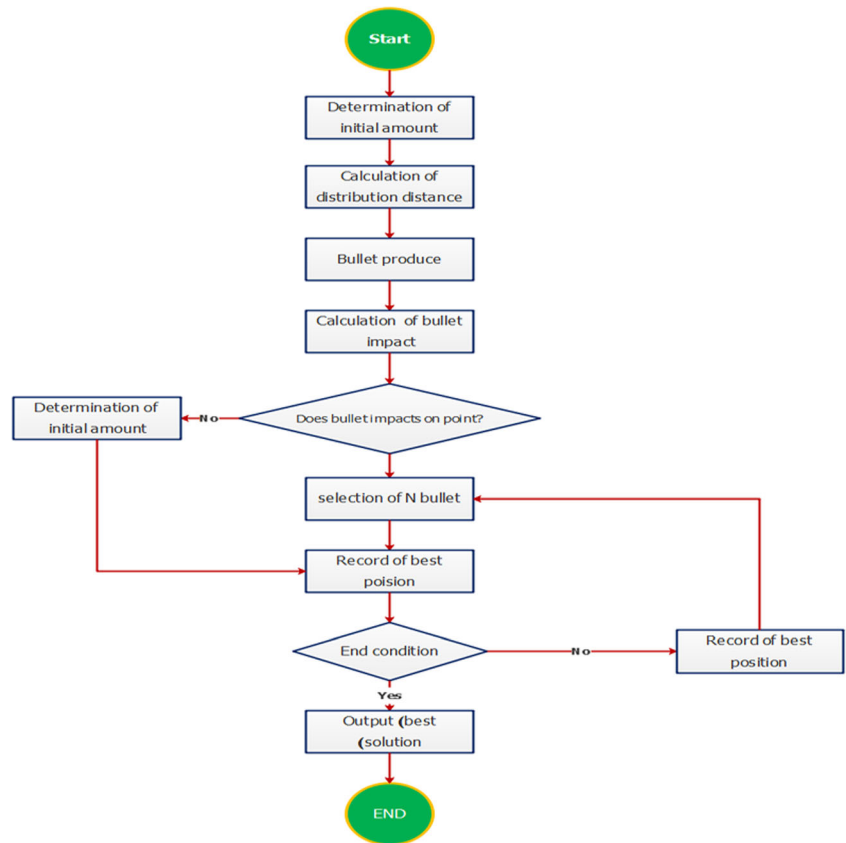 Start
Determination of
initial amount
Calculation of
distribution distance
Bullet produce
Calculation of bullet
impact
Does bullet impacts on point?
No
Determination of
initial amount
selection of N bullet
Record of best
poision
End condition
No
Record of best
position
Yes
Output (best
(solution
END